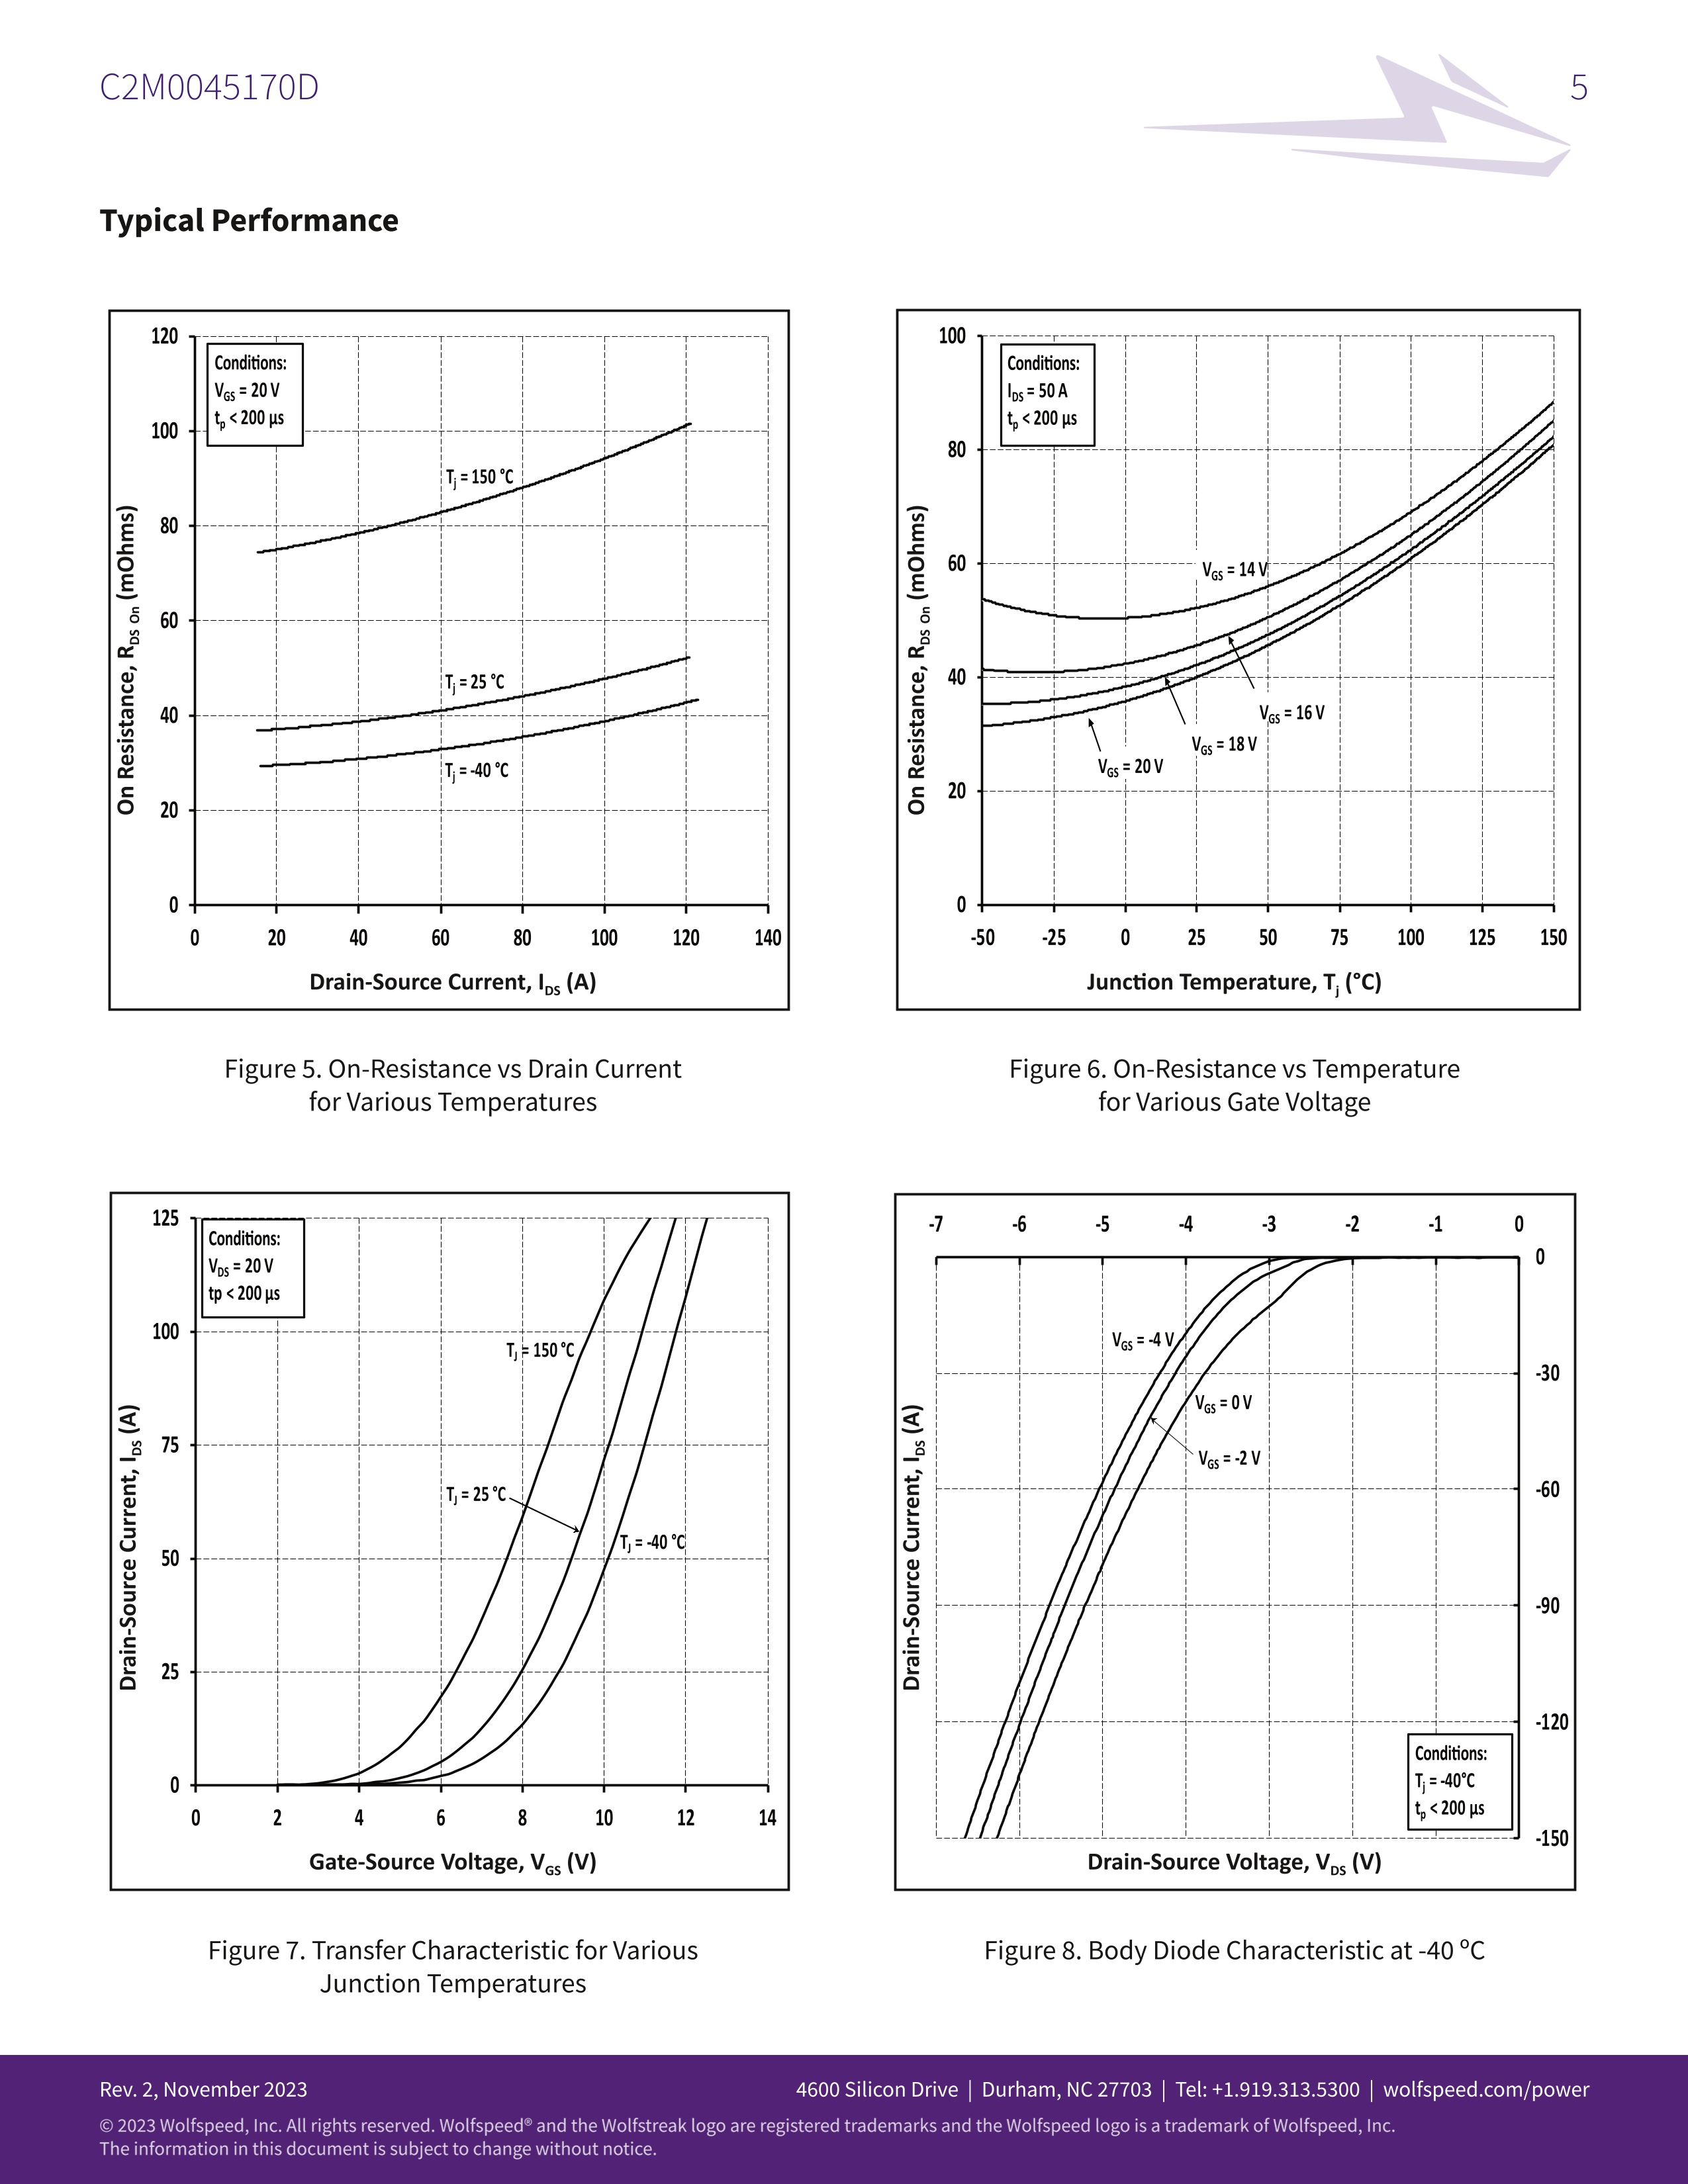 C2M0045170D
5
Typical Performance
120
100
80
60
40
20
0
On Resistance, RDS On (mOhms)
Conditions:
VGS = 20 V
tp < 200 µs
Tj = 150 °C
Tj = 25 °C
Tj = -40 °C
0 20 40 60 80 100 120 140
Drain-Source Current, IDS (A)
Figure 5. On-Resistance vs Drain Current
for Various Temperatures
100
80
60
40
20
0
On Resistance, RDS On (mOhms)
Conditions:
IDS = 50 A
tp < 200 µs
VGS = 14 V
VGS = 16 V
VGS = 18 V
VGS = 20 V
-50 -25 0 25 50 75 100 125 150
Junction Temperature, Tj (°C)
Figure 6. On-Resistance vs Temperature
for Various Gate Voltage
125
100
75
50
25
0
Drain-Source Current, IDS (A)
Conditions:
VDS = 20 V
tp < 200 µs
TJ = 150 °C
TJ = 25 °C
TJ = -40 °C
0 2 4 6 8 10 12 14
Gate-Source Voltage, VGS (V)
Figure 7. Transfer Characteristic for Various
Junction Temperatures
-7 -6 -5 -4 -3 -2 -1 0
0
-30
-60
-90
-120
-150
Drain-Source Current, IDS (A)
VGS = -4 V
VGS = 0 V
VGS = -2 V
Conditions:
Tj = -40°C
tp < 200 µs
Drain-Source Voltage, VDS (V)
Figure 8. Body Diode Characteristic at -40 ºC
Rev. 2, November 2023
4600 Silicon Drive | Durham, NC 27703 | Tel: +1.919.313.5300 | wolfspeed.com/power
© 2023 Wolfspeed, Inc. All rights reserved. Wolfspeed® and the Wolfstreak logo are registered trademarks and the Wolfspeed logo is a trademark of Wolfspeed, Inc.
The information in this document is subject to change without notice.